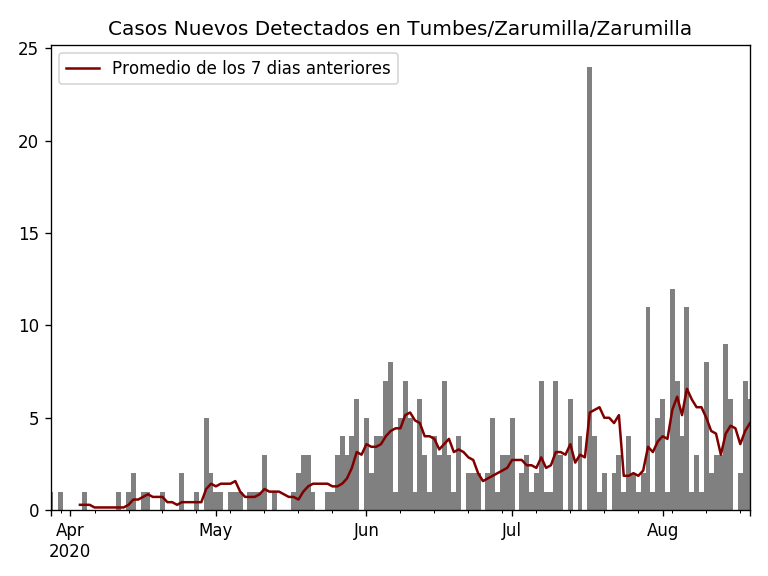 Casos Nuevos Detectados en Tumbes/Zarumilla/Zarumilla
Promedio de los 7 dias anteriores
25
20
15
10
5
0
Apr
2020
May
Jun
Jul
Aug